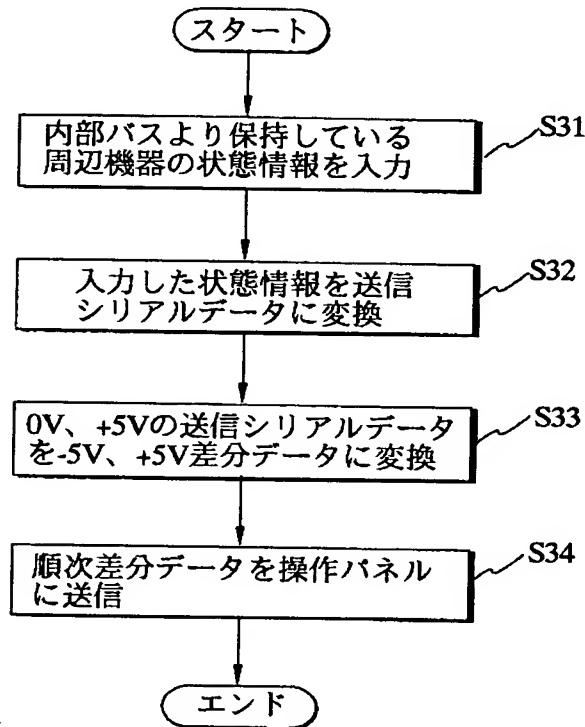 スタート
内部バスより保持している
周辺機器の状態情報を入力
S31
入力した状態情報を送信
シリアルデータに変換
S32
0V、+5Vの送信シリアルデータ
を-5V、+5V差分データに変換
S33
順次差分データを操作パネル
に送信
S34
エンド